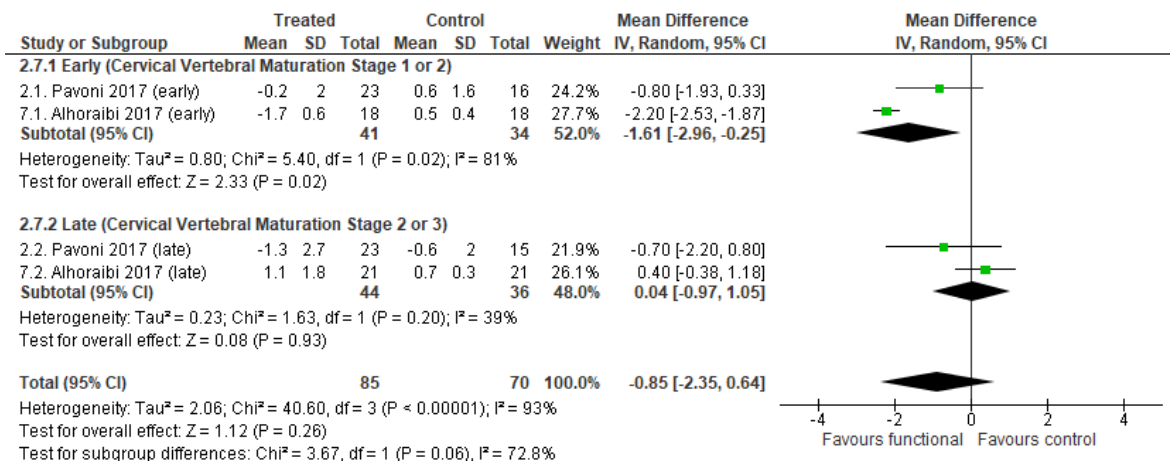 Treated Control Mean Difference Mean Difference
Study or Subgroup Mean SD Total Mean SD Total Weight IV, Random, 95% CI IV, Random, 95% CI
2.7.1 Early (Cervical Vertebral Maturation Stage 1 or 2)
2.1. Pavoni 2017 (early) -0.2 2 23 0.6 1.6 16 24.2% -0.80 [-1.93, 0.33]
7.1. Alhoraibi 2017 (early) -1.7 0.6 18 0.5 0.4 18 27.7% -2.20 [-2.53, -1.87]
Subtotal (95% CI) 41 34 52.0% -1.61 [-2.96, -0.25]
Heterogeneity: Tau² = 0.80; Chi² = 5.40, df = 1 (P = 0.02); I² = 81%
Test for overall effect: Z = 2.33 (P = 0.02)
2.7.2 Late (Cervical Vertebral Maturation Stage 2 or 3)
2.2. Pavoni 2017 (late) -1.3 2.7 23 -0.6 2 15 21.9% -0.70 [-2.20, 0.80]
7.2. Alhoraibi 2017 (late) 1.1 1.8 21 0.7 0.3 21 26.1% 0.40 [-0.38, 1.18]
Subtotal (95% CI) 44 36 48.0% 0.04 [-0.97, 1.05]
Heterogeneity: Tau² = 0.23; Chi² = 1.63, df = 1 (P = 0.20); I² = 39%
Test for overall effect: Z = 0.08 (P = 0.93)
Total (95% CI) 85 70 100.0% -0.85 [-2.35, 0.64]
Heterogeneity: Tau² = 2.06; Chi² = 40.60, df = 3 (P < 0.00001); I² = 93%
Test for overall effect: Z = 1.12 (P = 0.26)
Test for subgroup differences: Chi² = 3.67, df = 1 (P = 0.06), I² = 72.8%
-4 -2 0 2 4
Favours functional Favours control